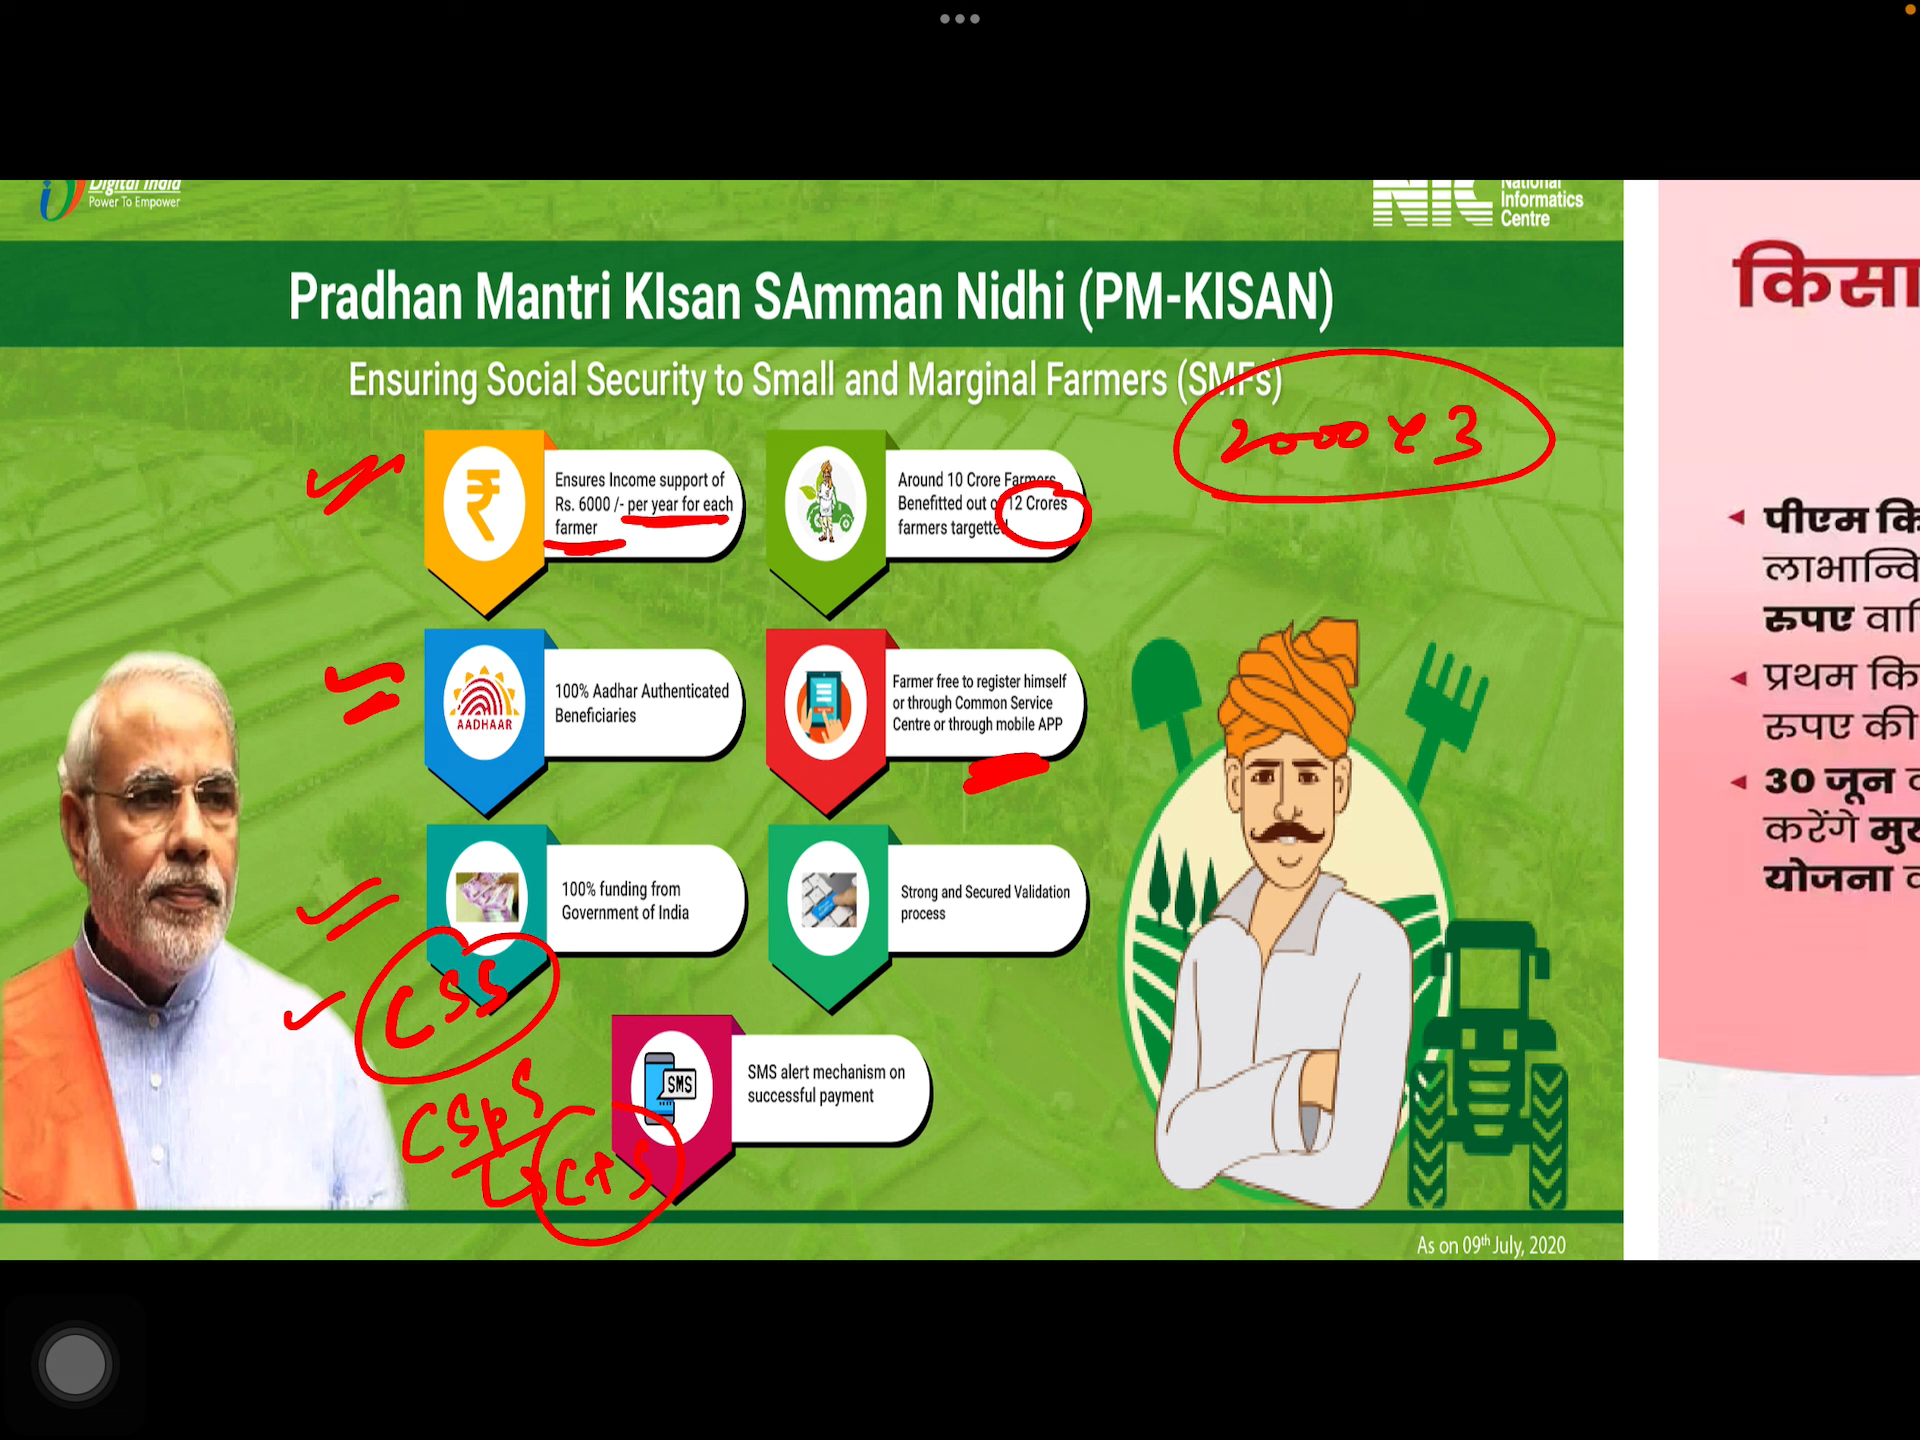 Digital India
Power To Empower
NIC National
Informatics
Centre
Pradhan Mantri KIsan SAmman Nidhi (PM-KISAN)
Ensuring Social Security to Small and Marginal Farmers (SMFs)
2000 x 3
Ensures Income support of
Rs. 6000 /- per year for each
farmer
Around 10 Crore Farmers
Benefitted out of 12 Crores
farmers targetted
AADHAAR
100% Aadhar Authenticated
Beneficiaries
Farmer free to register himself
or through Common Service
Centre or through mobile APP
100% funding from
Government of India
Strong and Secured Validation
process
CSS
CSpS
C+S
SMS
SMS alert mechanism on
successful payment
As on 09th July, 2020
किसा
पीएम कि
लाभान्वि
रुपए वा
प्रथम कि
रुपए की
30 जून
करेंगे मु
योजना